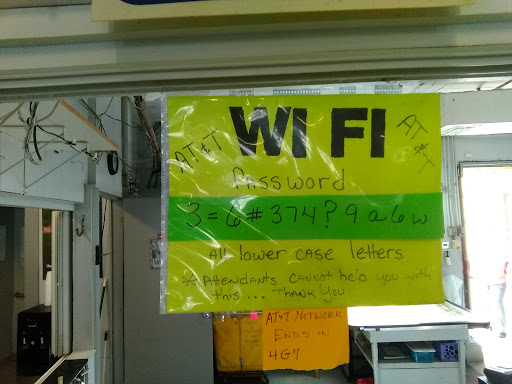 AT&T WI FI AT&T
Password
3=6#374?9a6w
All lower case letters
* Attendants cannot help you with
this ... Thank you
AT&T Network
Ends in
4G7